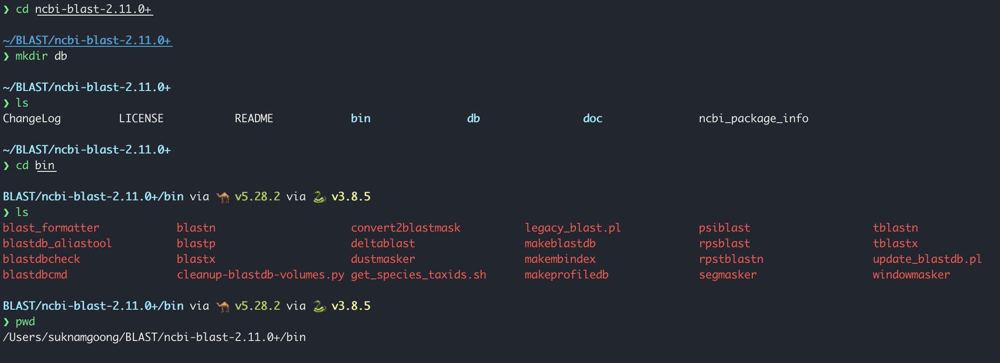 ❯ cd ncbi-blast-2.11.0+
~/BLAST/ncbi-blast-2.11.0+
❯ mkdir db
~/BLAST/ncbi-blast-2.11.0+
❯ ls
ChangeLog LICENSE README bin db doc ncbi_package_info
~/BLAST/ncbi-blast-2.11.0+
❯ cd bin
BLAST/ncbi-blast-2.11.0+/bin via 🐪 v5.28.2 via 🐍 v3.8.5
❯ ls
blast_formatter blastn convert2blastmask legacy_blast.pl psiblast tblastn
blastdb_aliastool blastp deltablast makeblastdb rpsblast tblastx
blastdbcheck blastx dustmasker makembindex rpstblastn update_blastdb.pl
blastdbcmd cleanup-blastdb-volumes.py get_species_taxids.sh makeprofiledb segmasker windowmasker
BLAST/ncbi-blast-2.11.0+/bin via 🐪 v5.28.2 via 🐍 v3.8.5
❯ pwd
/Users/suknamgoong/BLAST/ncbi-blast-2.11.0+/bin